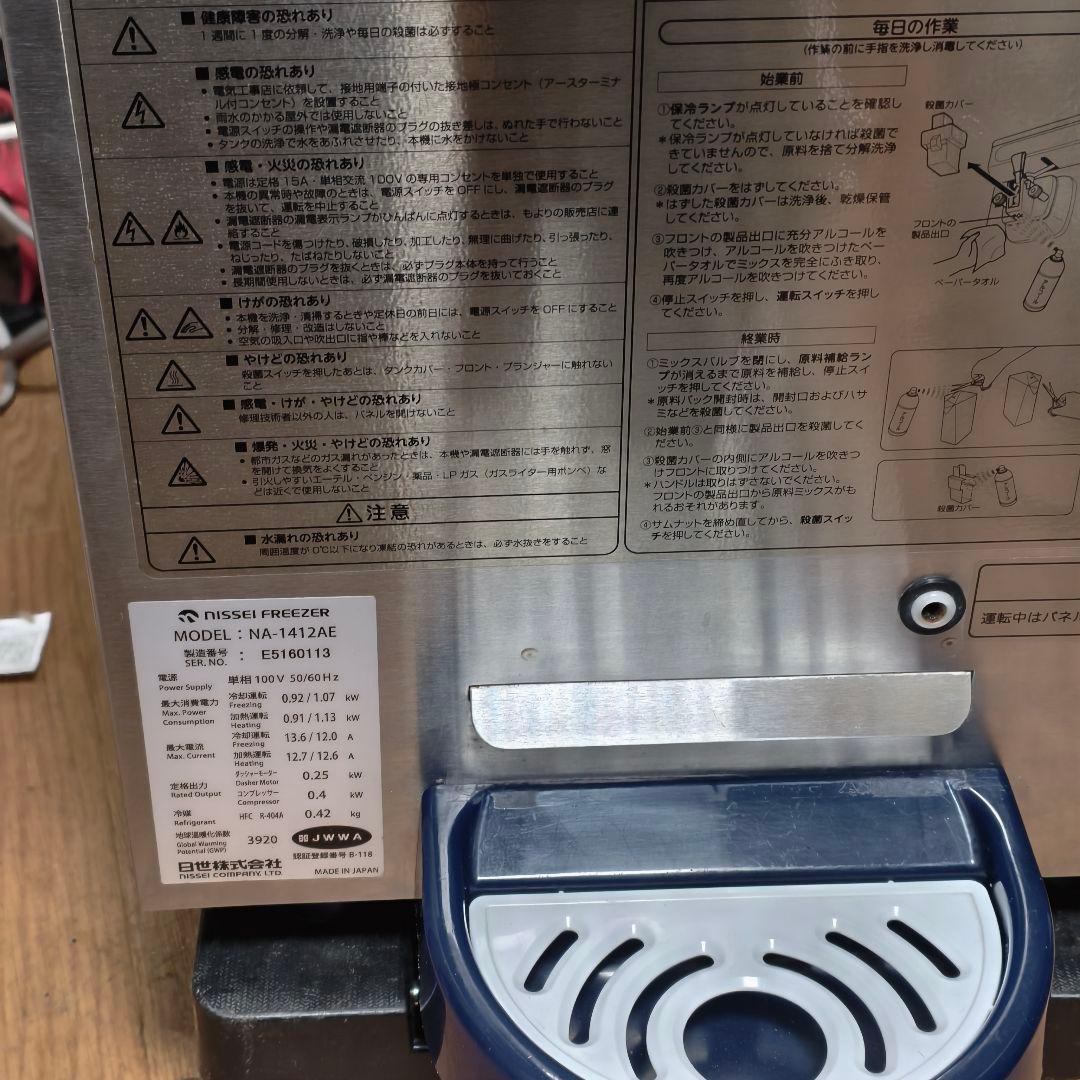 ■ 健康障害の恐れあり
1週間に1度の分解・洗浄や毎日の殺菌は必ずすること
■ 感電の恐れあり
• 電気工事店に依頼して、接地用端子の付いた接地極コンセント（アースターミナ
ル付コンセント）を設置すること
• 雨水のかかる屋外では使用しないこと
• 電源スイッチの操作や漏電遮断器のプラグの抜き差しは、ぬれた手で行わないこと
• タンクの洗浄で水をあふれさせたり、本機に水をかけないこと
■ 感電・火災の恐れあり
• 電源は定格15A・単相交流100Vの専用コンセントを単独で使用すること
• 本機の異常時や故障のときは、電源スイッチをOFFにし、漏電遮断器のプラグ
を抜いて、運転を中止すること
• 漏電遮断器の漏電表示ランプがひんぱんに点灯するときは、もよりの販売店に連
絡すること
• 電源コードを傷つけたり、破損したり、加工したり、無理に曲げたり、引っ張ったり、
ねじったり、たばねたりしないこと
• 漏電遮断器のプラグを抜くときは、必ずプラグ本体を持って行うこと
• 長期間使用しないときは、必ず漏電遮断器のプラグを抜いておくこと
■ けがの恐れあり
• 本機を洗浄・清掃するときや定休日の前日には、電源スイッチをOFFにすること
• 分解・修理・改造はしないこと
• 空気の吸入口や吹出口に指や棒などを入れないこと
■ やけどの恐れあり
殺菌スイッチを押したあとは、タンクカバー・フロント・プランジャーに触れない
こと
■ 感電・けが・やけどの恐れあり
修理技術者以外の人は、パネルを開けないこと
■ 爆発・火災・やけどの恐れあり
• 都市ガスなどのガス漏れがあったときは、本機や漏電遮断器には手を触れず、窓
を開けて換気をよくすること
• 引火しやすいエーテル・ベンジン・薬品・LPガス（ガスライター用ボンベ）な
どは近くで使用しないこと
注意
■ 水漏れの恐れあり
周囲温度が0℃以下になり凍結の恐れがあるときは、必ず水抜きをすること
毎日の作業
(作業の前に手指を洗浄し消毒してください)
始業前
①保冷ランプが点灯していることを確認し
てください。
＊保冷ランプが点灯していなければ殺菌で
きていませんので、原料を捨て分解洗浄
してください。
②殺菌カバーをはずしてください。
＊はずした殺菌カバーは洗浄後、乾燥保管
してください。
③フロントの製品出口に充分アルコールを
吹きつけ、アルコールを吹きつけたペー
パータオルでミックスを完全にふき取り、
再度アルコールを吹きつけてください。
④停止スイッチを押し、運転スイッチを押し
てください。
殺菌カバー
フロントの
製品出口
ペーパータオル
終業時
①ミックスバルブを閉にし、原料補給ラン
プが消えるまで原料を補給し、停止スイ
ッチを押してください。
＊原料パック開封時は、開封口およびハサ
ミなどを殺菌してください。
②始業前③と同様に製品出口を殺菌してく
ださい。
③殺菌カバーの内側にアルコールを吹きつ
けフロントに取りつけてください。
＊ハンドルは取りはずさないでください。
フロントの製品出口から原料ミックスがも
れるおそれがあります。
④サムナットを締め直してから、殺菌スイッ
チを押してください。
殺菌カバー
運転中はパネル
NISSEI FREEZER
MODEL : NA-1412AE
製造番号
SER. NO. : E5160113
電源
Power Supply 単相 100V 50/60Hz
最大消費電力
Max. Power
Consumption
冷却運転
Freezing 0.92 / 1.07 kW
加熱運転
Heating 0.91 / 1.13 kW
最大電流
Max. Current
冷却運転
Freezing 13.6 / 12.0 A
加熱運転
Heating 12.7 / 12.6 A
定格出力
Rated Output
ダッシャーモーター
Dasher Motor 0.25 kW
コンプレッサー
Compressor 0.4 kW
冷媒
Refrigerant HFC R-404A 0.42 kg
地球温暖化係数
Global Warming
Potential (GWP) 3920
JWWA
認証登録番号 B-118
日世株式会社
NISSEI COMPANY, LTD. MADE IN JAPAN